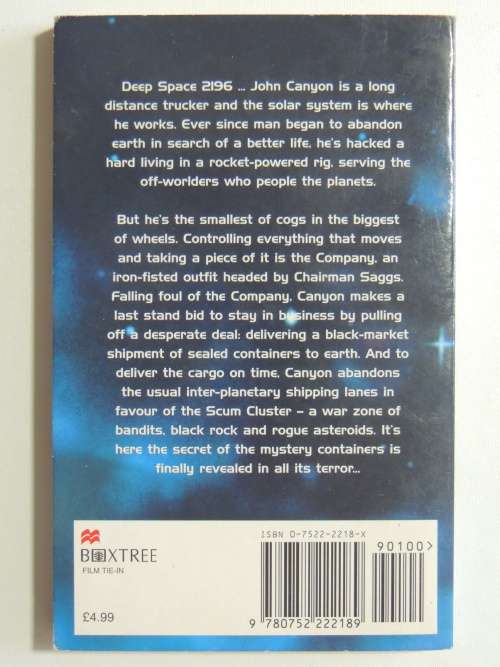 Deep Space 2196 ... John Canyon is a long
distance trucker and the solar system is where
he works. Ever since man began to abandon
earth in search of a better life, he's hacked a
hard living in a rocket-powered rig, serving the
off-worlders who people the planets.
But he's the smallest of cogs in the biggest
of wheels. Controlling everything that moves
and taking a piece of it is the Company, an
iron-fisted outfit headed by Chairman Saggs.
Falling foul of the Company, Canyon makes a
last stand bid to stay in business by pulling
off a desperate deal: delivering a black-market
shipment of sealed containers to earth. And to
deliver the cargo on time, Canyon abandons
the usual inter-planetary shipping lanes in
favour of the Scum Cluster – a war zone of
bandits, black rock and rogue asteroids. It's
here the secret of the mystery containers is
finally revealed in all its terror...
BOXTREE
FILM TIE-IN
£4.99
ISBN 0-7522-2218-X
90100>
9 780752 222189